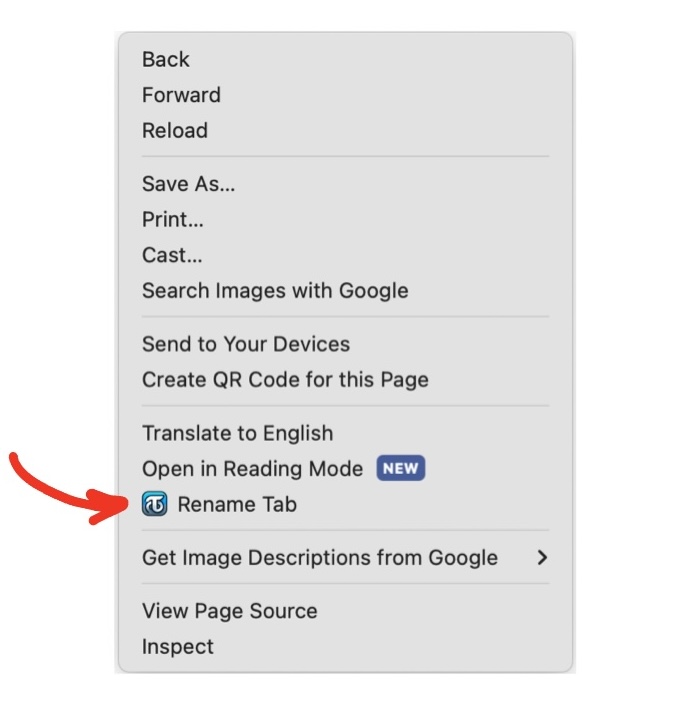 Back
Forward
Reload
Save As...
Print...
Cast...
Search Images with Google
Send to Your Devices
Create QR Code for this Page
Translate to English
Open in Reading Mode NEW
Rename Tab
Get Image Descriptions from Google
View Page Source
Inspect